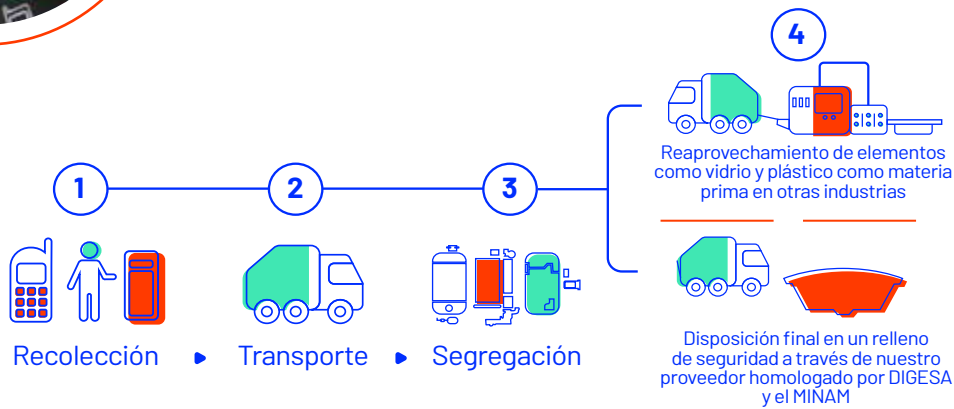 1
2
3
4
Recolección ▸ Transporte ▸ Segregación
Reaprovechamiento de elementos
como vidrio y plástico como materia
prima en otras industrias
Disposición final en un relleno
de seguridad a través de nuestro
proveedor homologado por DIGESA
y el MINAM